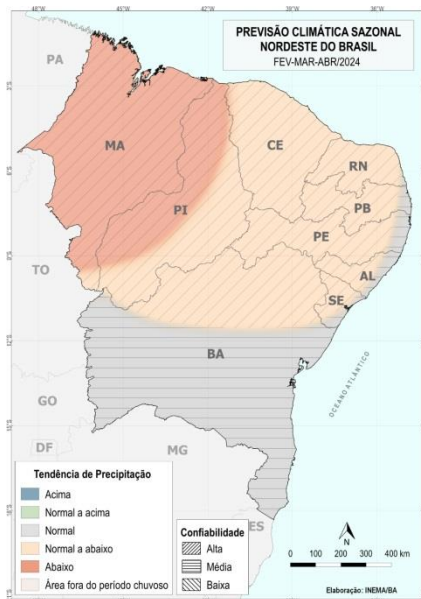 PREVISÃO CLIMÁTICA SAZONAL
NORDESTE DO BRASIL
FEV-MAR-ABR/2024
PA
MA
CE
RN
PB
PI
PE
AL
SE
TO
BA
GO
DF
MG
ES
OCEANO ATLÂNTICO
Tendência de Precipitação
Acima
Normal a acima
Normal
Normal a abaixo
Abaixo
Área fora do período chuvoso
Confiabilidade
Alta
Média
Baixa
N
0 100 200 300 400 km
Elaboração: INEMA/BA